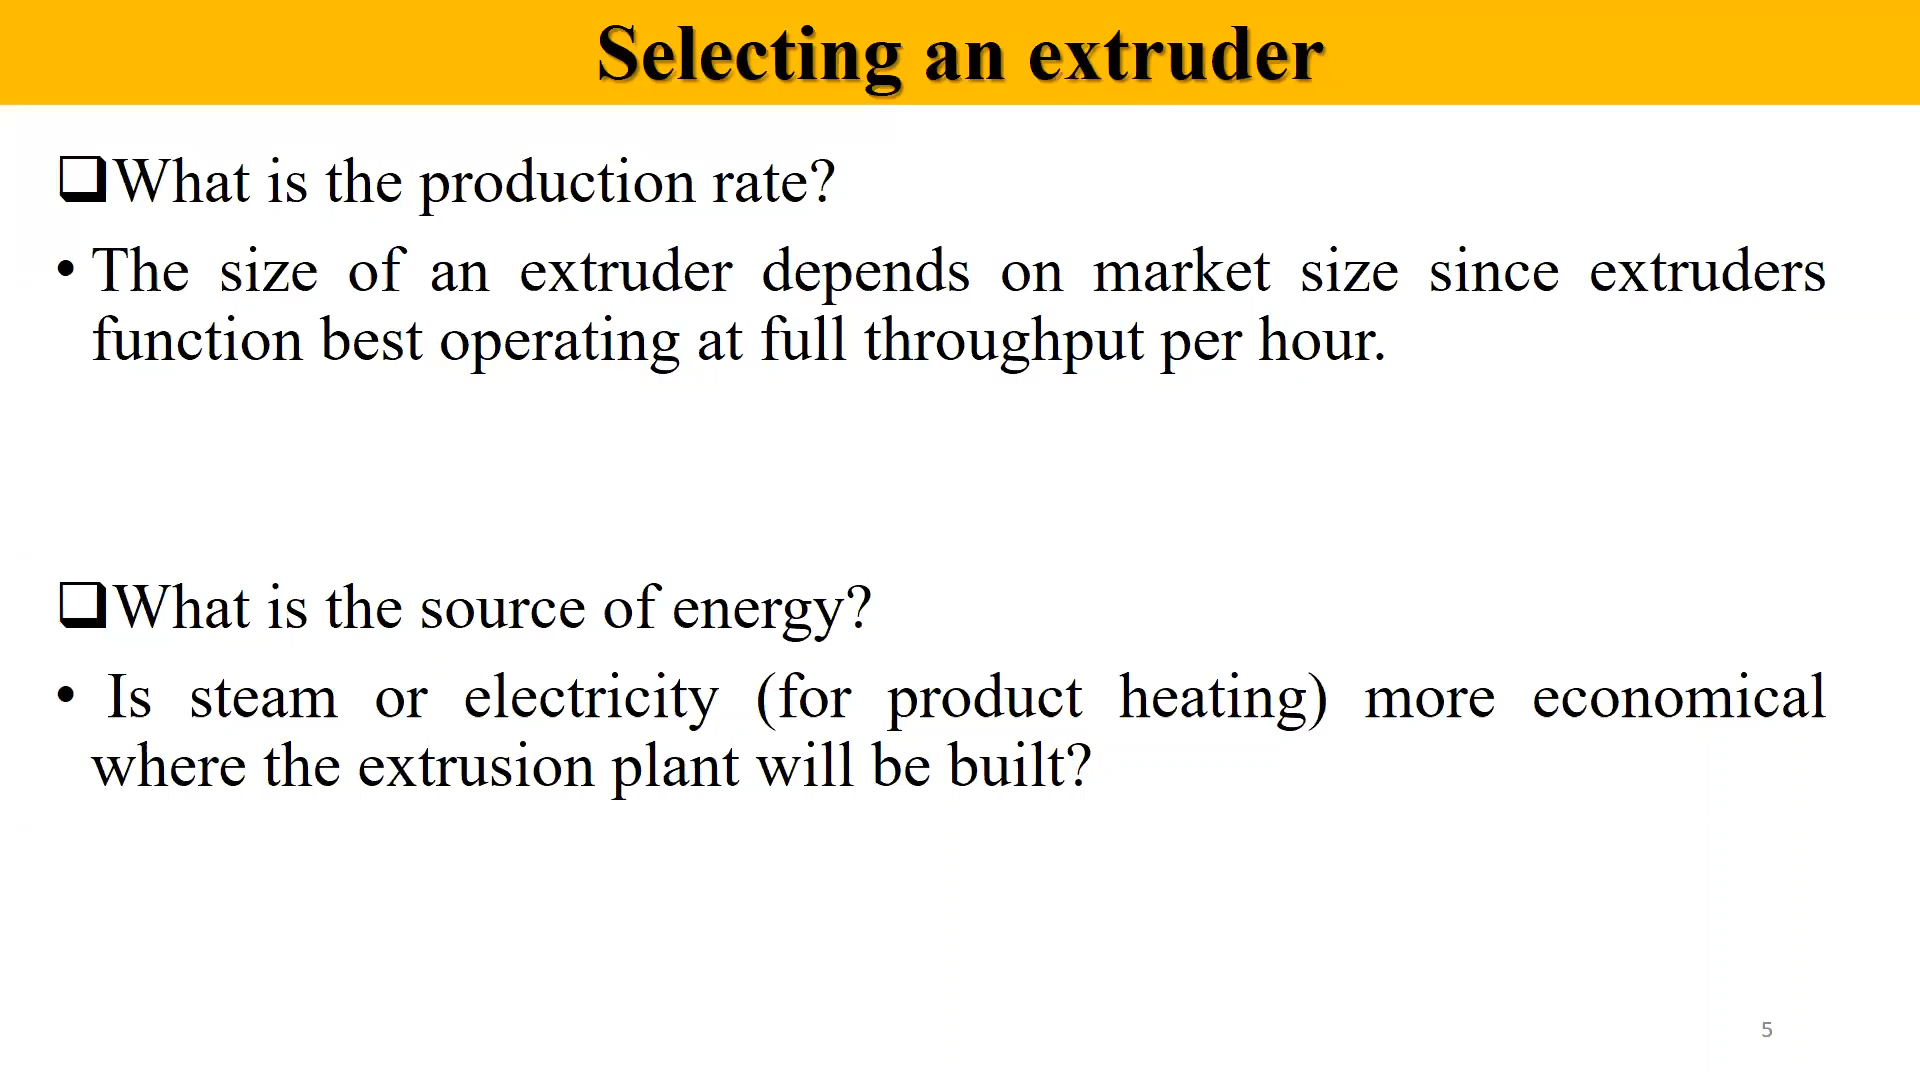 Selecting an extruder
❑What is the production rate?
• The size of an extruder depends on market size since extruders
function best operating at full throughput per hour.
❑What is the source of energy?
• Is steam or electricity (for product heating) more economical
where the extrusion plant will be built?
5